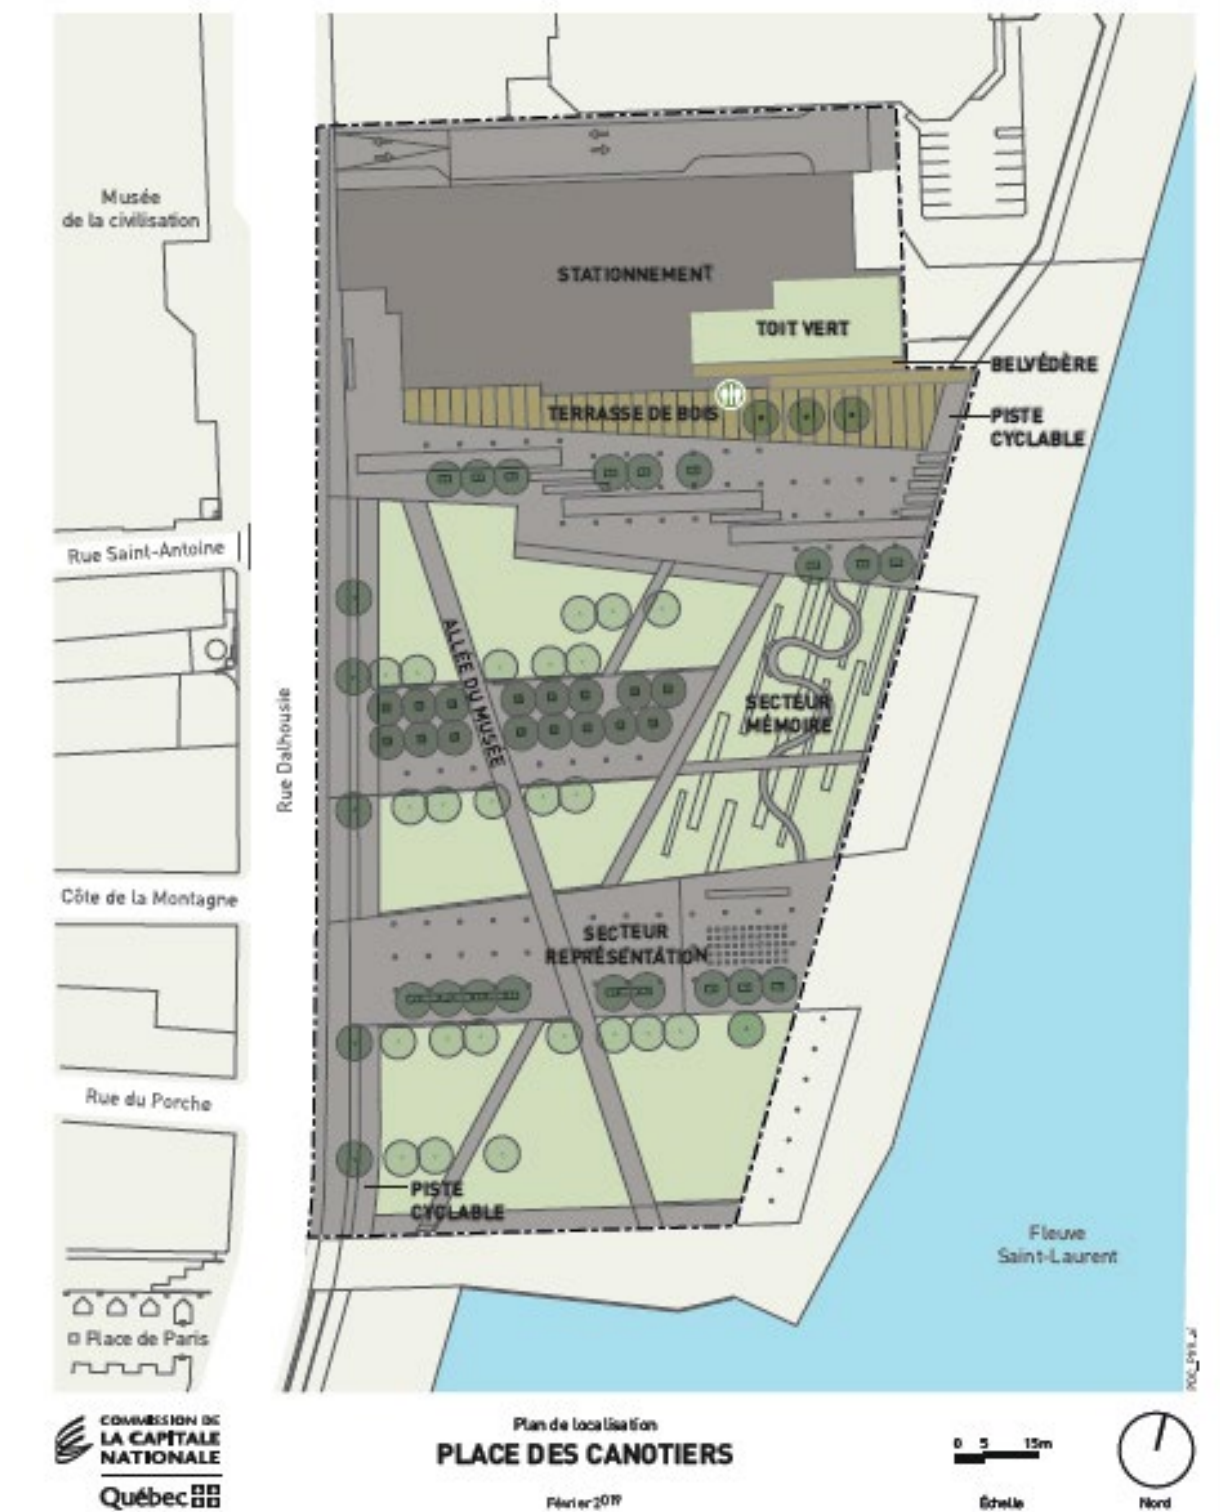 Musée
de la civilisation
STATIONNEMENT
TOIT VERT
BELVÉDÈRE
TERRASSE DE BOIS
PISTE
CYCLABLE
Rue Saint-Antoine
ALLÉE DU MUSÉE
Rue Dalhousie
SECTEUR
MÉMOIRE
Côte de la Montagne
SECTEUR
REPRÉSENTATION
Rue du Porche
PISTE
CYCLABLE
Fleuve
Saint-Laurent
Place de Paris
COMMISSION DE
LA CAPITALE
NATIONALE
Québec
Plan de localisation
PLACE DES CANOTIERS
Février 2019
0 5 15m
Échelle
Nord